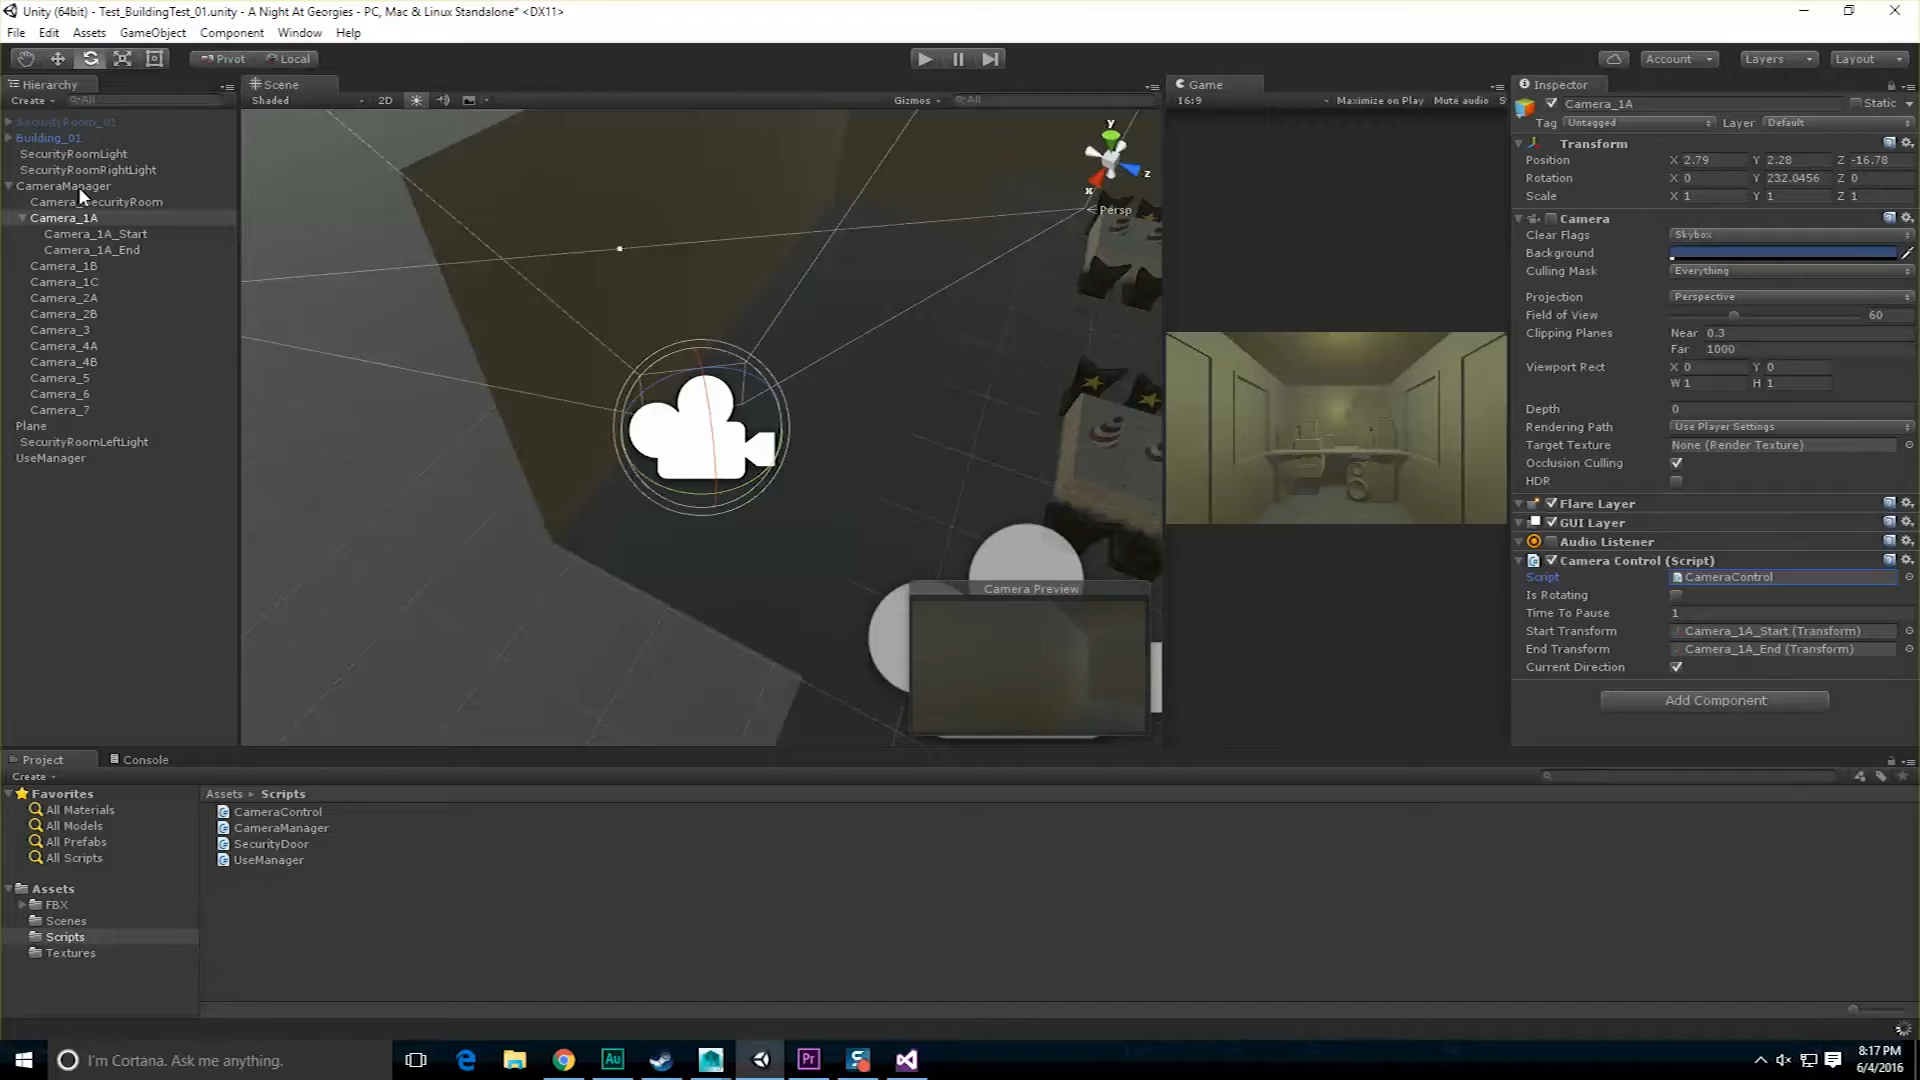 Unity (64bit) - Test_BuildingTest_01.unity - A Night At Georgies - PC, Mac & Linux Standalone* <DX11>
File Edit Assets GameObject Component Window Help
Pivot Local
Account Layers Layout
Hierarchy
Create All
SecurityRoom_01
Building_01
SecurityRoomLight
SecurityRoomRightLight
CameraManager
Camera_SecurityRoom
Camera_1A
Camera_1A_Start
Camera_1A_End
Camera_1B
Camera_1C
Camera_2A
Camera_2B
Camera_3
Camera_4A
Camera_4B
Camera_5
Camera_6
Camera_7
Plane
SecurityRoomLeftLight
UseManager
Scene
Shaded 2D Gizmos All
y
z
x
Persp
Camera Preview
Game
16:9 Maximize on Play Mute audio S
Inspector
Camera_1A Static
Tag Untagged Layer Default
Transform
Position X 2.79 Y 2.28 Z -16.78
Rotation X 0 Y 232.0456 Z 0
Scale X 1 Y 1 Z 1
Camera
Clear Flags Skybox
Background
Culling Mask Everything
Projection Perspective
Field of View 60
Clipping Planes Near 0.3
Far 1000
Viewport Rect X 0 Y 0
W 1 H 1
Depth 0
Rendering Path Use Player Settings
Target Texture None (Render Texture)
Occlusion Culling
HDR
Flare Layer
GUI Layer
Audio Listener
Camera Control (Script)
Script CameraControl
Is Rotating
Time To Pause 1
Start Transform Camera_1A_Start (Transform)
End Transform Camera_1A_End (Transform)
Current Direction
Add Component
Project Console
Create
Favorites
All Materials
All Models
All Prefabs
All Scripts
Assets
FBX
Scenes
Scripts
Textures
Assets Scripts
CameraControl
CameraManager
SecurityDoor
UseManager
I'm Cortana. Ask me anything.
Au
Pr
8:17 PM
6/4/2016